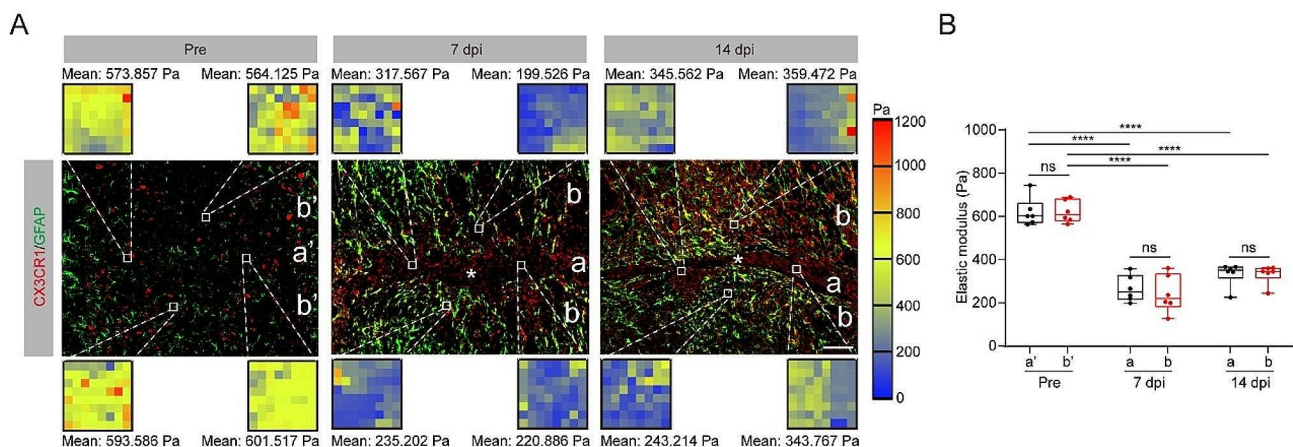 A
B
Pre
7 dpi
14 dpi
Mean: 573.857 Pa
564.125 Pa
Mean: 317.567 Pa
199.526 Pa
Mean: 345.562 Pa
359.472 Pa
Pa
1200
1000
800
600
400
200
0
CX3CR1/GFAP
b'
a'
b'
b
a
b
*
b
a
b
*
Mean: 593.586 Pa
Mean: 601.517 Pa
Mean: 235.202 Pa
Mean: 220.886 Pa
Mean: 243.214 Pa
Mean: 343.767 Pa
Elastic modulus (Pa)
1000
800
600
400
200
0
****
****
****
****
ns
ns
ns
a' b' a b a b
Pre 7 dpi 14 dpi